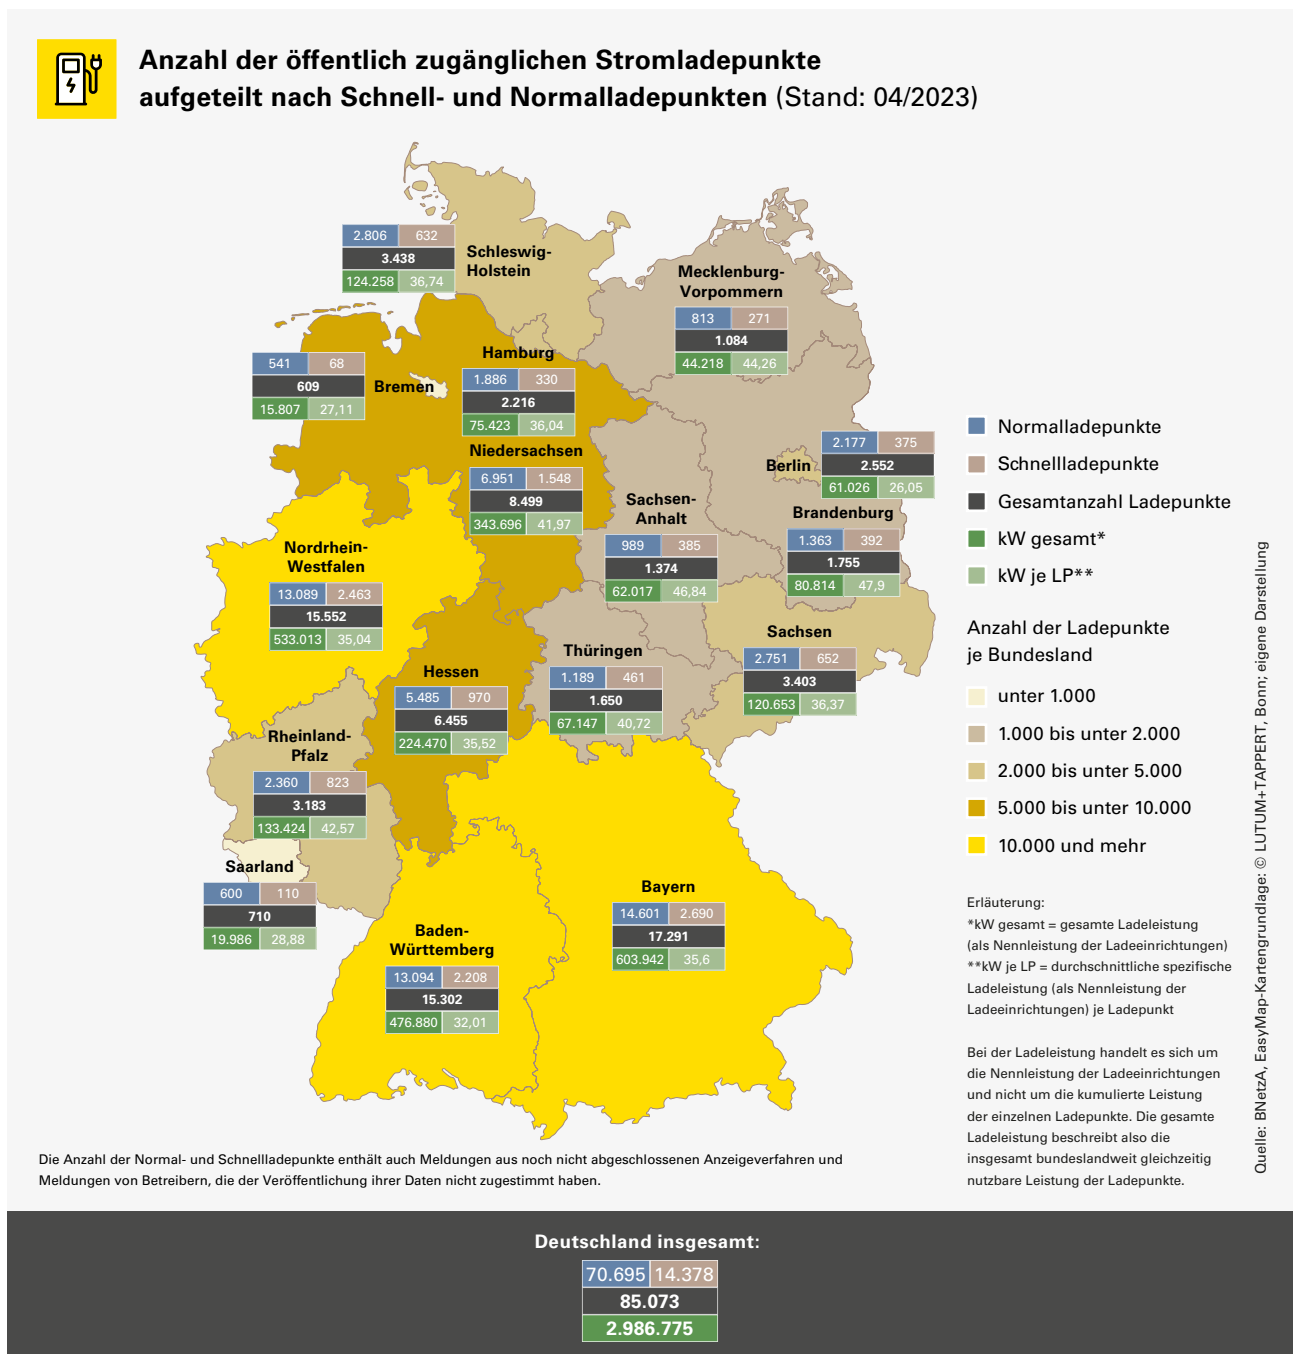 Anzahl der öffentlich zugänglichen Stromladepunkte
aufgeteilt nach Schnell- und Normalladepunkten (Stand: 04/2023)
2.806 632
3.438
124.258 36,74
Schleswig-
Holstein
Mecklenburg-
Vorpommern
813 271
1.084
44.218 44,26
541 68
609
15.807 27,11
Bremen
Hamburg
1.886 330
2.216
75.423 36,04
Niedersachsen
6.951 1.548
8.499
343.696 41,97
Berlin
2.177 375
2.552
61.026 26,05
Brandenburg
1.363 392
1.755
80.814 47,9
Sachsen-
Anhalt
989 385
1.374
62.017 46,84
Nordrhein-
Westfalen
13.089 2.463
15.552
533.013 35,04
Sachsen
2.751 652
3.403
120.653 36,37
Thüringen
1.189 461
1.650
67.147 40,72
Hessen
5.485 970
6.455
224.470 35,52
Rheinland-
Pfalz
2.360 823
3.183
133.424 42,57
Saarland
600 110
710
19.986 28,88
Bayern
14.601 2.690
17.291
603.942 35,6
Baden-
Württemberg
13.094 2.208
15.302
476.880 32,01
Normalladepunkte
Schnellladepunkte
Gesamtanzahl Ladepunkte
kW gesamt*
kW je LP**
Anzahl der Ladepunkte
je Bundesland
unter 1.000
1.000 bis unter 2.000
2.000 bis unter 5.000
5.000 bis unter 10.000
10.000 und mehr
Erläuterung:
*kW gesamt = gesamte Ladeleistung
(als Nennleistung der Ladeeinrichtungen)
**kW je LP = durchschnittliche spezifische
Ladeleistung (als Nennleistung der
Ladeeinrichtungen) je Ladepunkt
Bei der Ladeleistung handelt es sich um
die Nennleistung der Ladeeinrichtungen
und nicht um die kumulierte Leistung
der einzelnen Ladepunkte. Die gesamte
Ladeleistung beschreibt also die
insgesamt bundeslandweit gleichzeitig
nutzbare Leistung der Ladepunkte.
Quelle: BNetzA, EasyMap-Kartengrundlage: © LUTUM+TAPPERT, Bonn; eigene Darstellung
Die Anzahl der Normal- und Schnellladepunkte enthält auch Meldungen aus noch nicht abgeschlossenen Anzeigeverfahren und
Meldungen von Betreibern, die der Veröffentlichung ihrer Daten nicht zugestimmt haben.
Deutschland insgesamt:
70.695 14.378
85.073
2.986.775